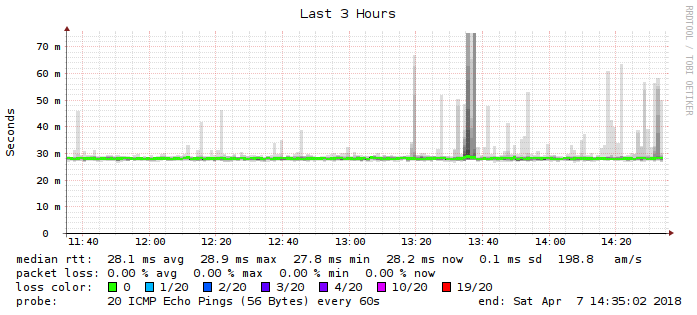 Last 3 Hours
RRDTOOL / TOBI OETIKER
Seconds
70 m
60 m
50 m
40 m
30 m
20 m
10 m
0
11:40 12:00 12:20 12:40 13:00 13:20 13:40 14:00 14:20
median rtt: 28.1 ms avg 28.9 ms max 27.8 ms min 28.2 ms now 0.1 ms sd 198.8 am/s
packet loss: 0.00 % avg 0.00 % max 0.00 % min 0.00 % now
loss color: 0 1/20 2/20 3/20 4/20 10/20 19/20
probe: 20 ICMP Echo Pings (56 Bytes) every 60s end: Sat Apr 7 14:35:02 2018